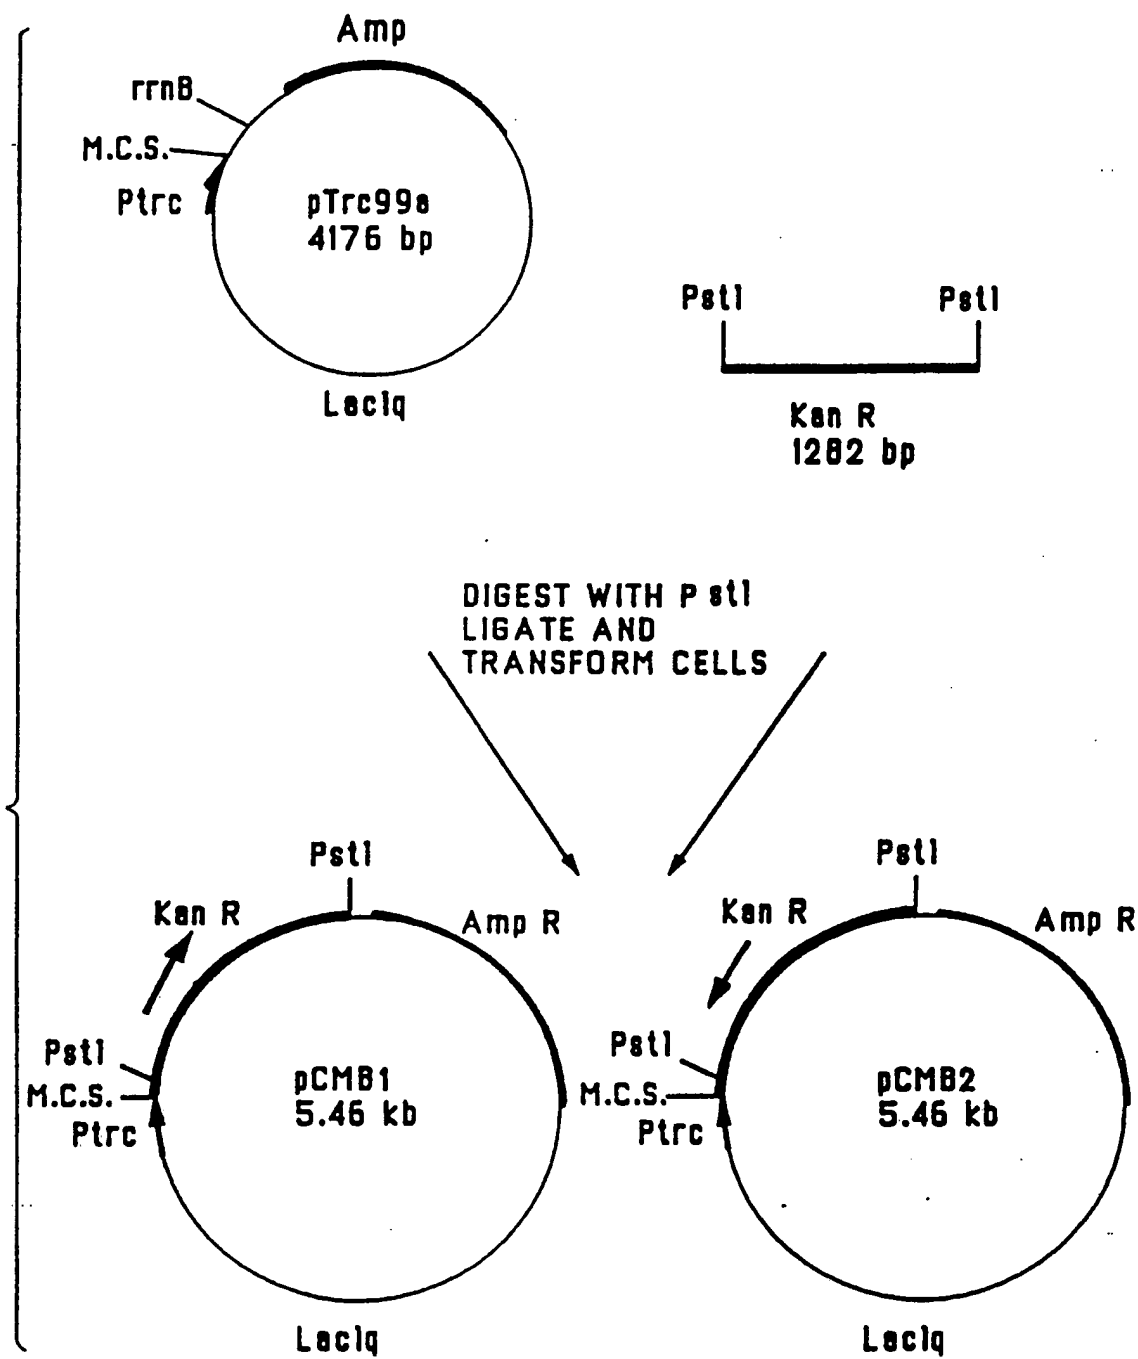 Amp
rrnB
M.C.S.
Ptrc
pTrc99a
4176 bp
LacIq
PstI
PstI
Kan R
1282 bp
DIGEST WITH PstI
LIGATE AND
TRANSFORM CELLS
PstI
Kan R
Amp R
PstI
M.C.S.
Ptrc
pCMB1
5.46 kb
LacIq
PstI
Kan R
Amp R
PstI
M.C.S.
Ptrc
pCMB2
5.46 kb
LacIq